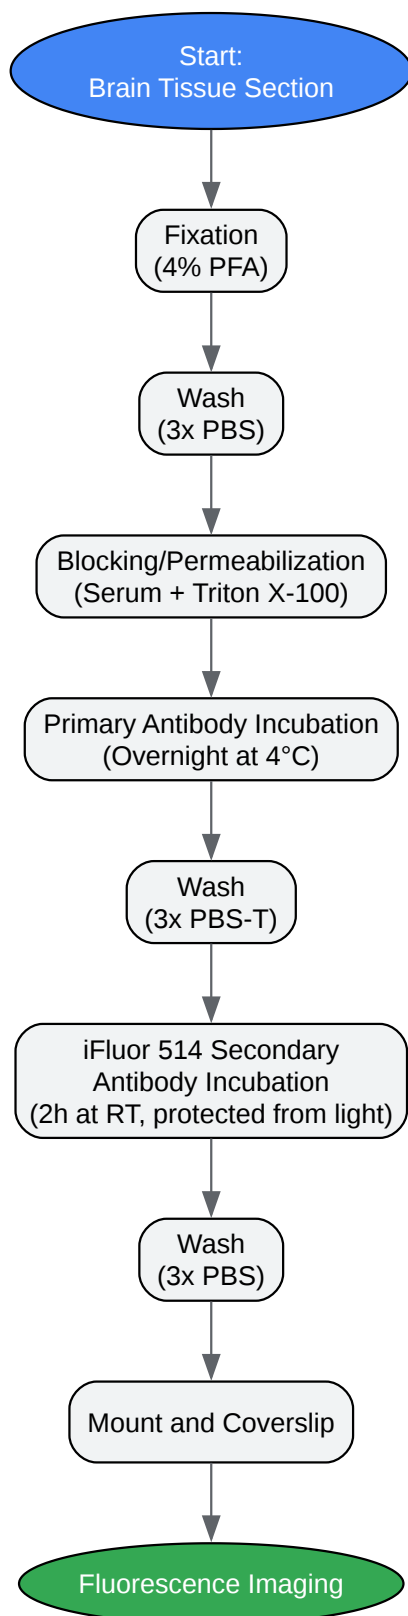 Start:
Brain Tissue Section
Fixation
(4% PFA)
Wash
(3x PBS)
Blocking/Permeabilization
(Serum + Triton X-100)
Primary Antibody Incubation
(Overnight at 4°C)
Wash
(3x PBS-T)
iFluor 514 Secondary
Antibody Incubation
(2h at RT, protected from light)
Wash
(3x PBS)
Mount and Coverslip
Fluorescence Imaging